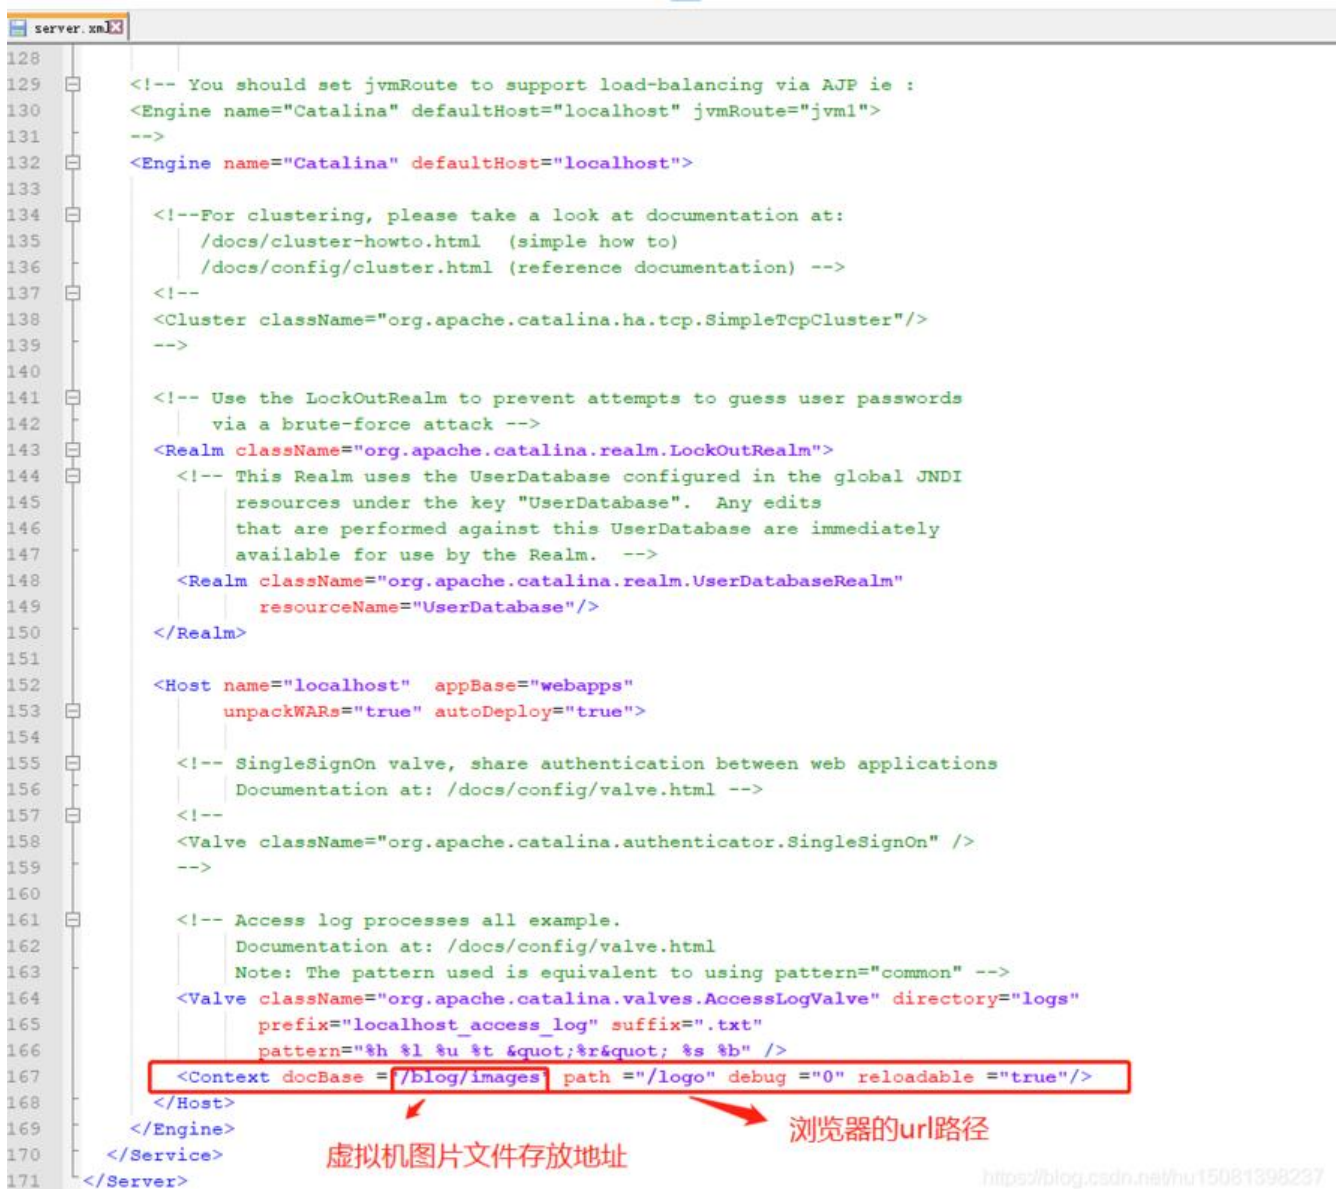 server.xml
128
129 <!-- You should set jvmRoute to support load-balancing via AJP ie :
130 <Engine name="Catalina" defaultHost="localhost" jvmRoute="jvm1">
131 -->
132 <Engine name="Catalina" defaultHost="localhost">
133
134 <!--For clustering, please take a look at documentation at:
135 /docs/cluster-howto.html (simple how to)
136 /docs/config/cluster.html (reference documentation) -->
137 <!--
138 <Cluster className="org.apache.catalina.ha.tcp.SimpleTcpCluster"/>
139 -->
140
141 <!-- Use the LockOutRealm to prevent attempts to guess user passwords
142 via a brute-force attack -->
143 <Realm className="org.apache.catalina.realm.LockOutRealm">
144 <!-- This Realm uses the UserDatabase configured in the global JNDI
145 resources under the key "UserDatabase". Any edits
146 that are performed against this UserDatabase are immediately
147 available for use by the Realm. -->
148 <Realm className="org.apache.catalina.realm.UserDatabaseRealm"
149 resourceName="UserDatabase"/>
150 </Realm>
151
152 <Host name="localhost" appBase="webapps"
153 unpackWARs="true" autoDeploy="true">
154
155 <!-- SingleSignOn valve, share authentication between web applications
156 Documentation at: /docs/config/valve.html -->
157 <!--
158 <Valve className="org.apache.catalina.authenticator.SingleSignOn" />
159 -->
160
161 <!-- Access log processes all example.
162 Documentation at: /docs/config/valve.html
163 Note: The pattern used is equivalent to using pattern="common" -->
164 <Valve className="org.apache.catalina.valves.AccessLogValve" directory="logs"
165 prefix="localhost_access_log" suffix=".txt"
166 pattern="%h %l %u %t &quot;%r&quot; %s %b" />
167 <Context docBase ="/blog/images" path ="/logo" debug ="0" reloadable ="true"/>
168 </Host>
169 </Engine>
浏览器的url路径
170 </Service>
虚拟机图片文件存放地址
171 </Server>
https://blog.csdn.net/hu15081398237